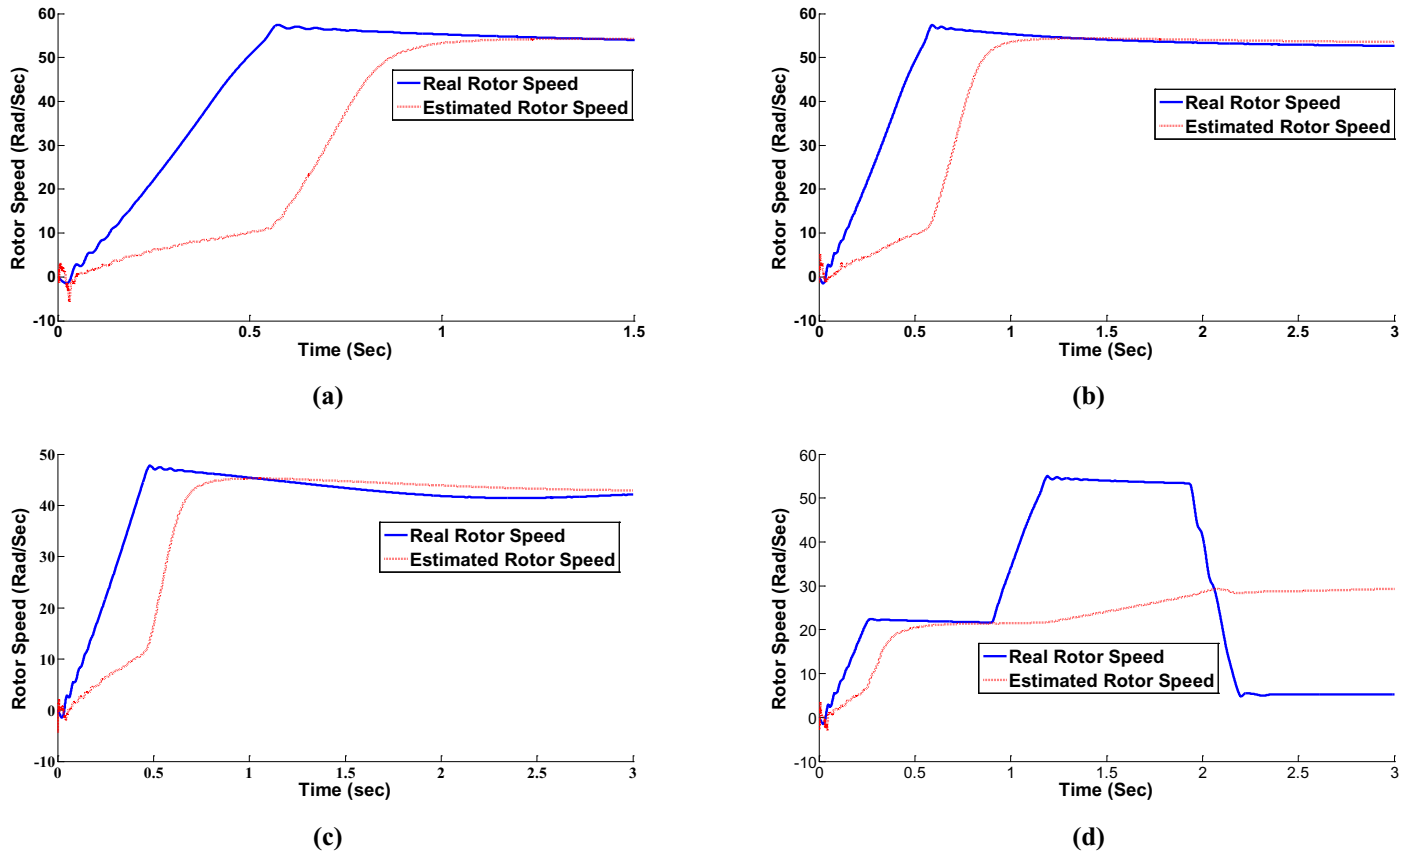 60
50
40
30
20
10
0
-10
Rotor Speed (Rad/Sec)
Real Rotor Speed
Estimated Rotor Speed
0
0.5
1
1.5
Time (Sec)
(a)
60
50
40
30
20
10
0
-10
Rotor Speed (Rad/Sec)
Real Rotor Speed
Estimated Rotor Speed
0
0.5
1
1.5
2
2.5
3
Time (Sec)
(b)
50
40
30
20
10
0
-10
Rotor Speed (Rad/Sec)
Real Rotor Speed
Estimated Rotor Speed
0
0.5
1
1.5
2
2.5
3
Time (sec)
(c)
60
50
40
30
20
10
0
-10
Rotor Speed (Rad/Sec)
Real Rotor Speed
Estimated Rotor Speed
0
0.5
1
1.5
2
2.5
3
Time (Sec)
(d)